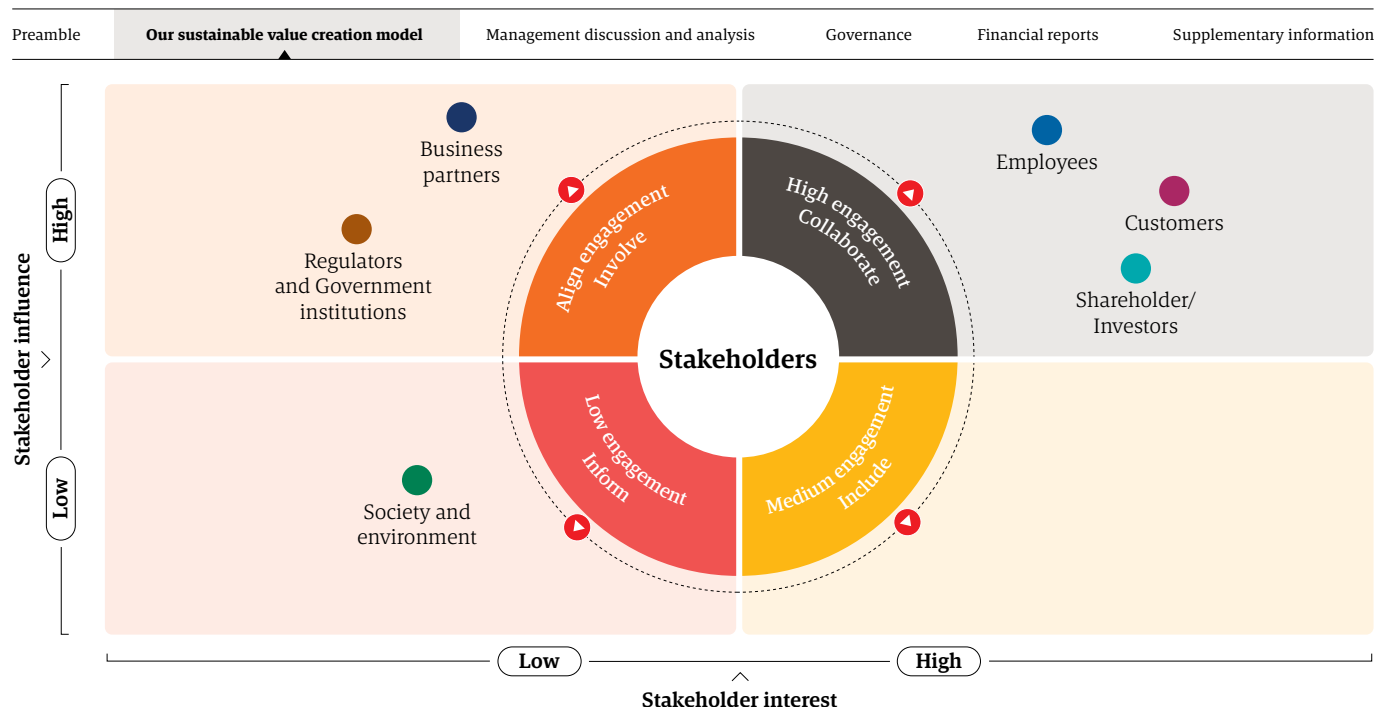 Preamble
Our sustainable value creation model
Management discussion and analysis
Governance
Financial reports
Supplementary information
Stakeholder influence
High
Low
Business
partners
Regulators
and Government
institutions
Employees
Customers
Shareholder/
Investors
Align engagement
Involve
High engagement
Collaborate
Stakeholders
Low engagement
Inform
Medium engagement
Include
Society and
environment
Low
High
Stakeholder interest